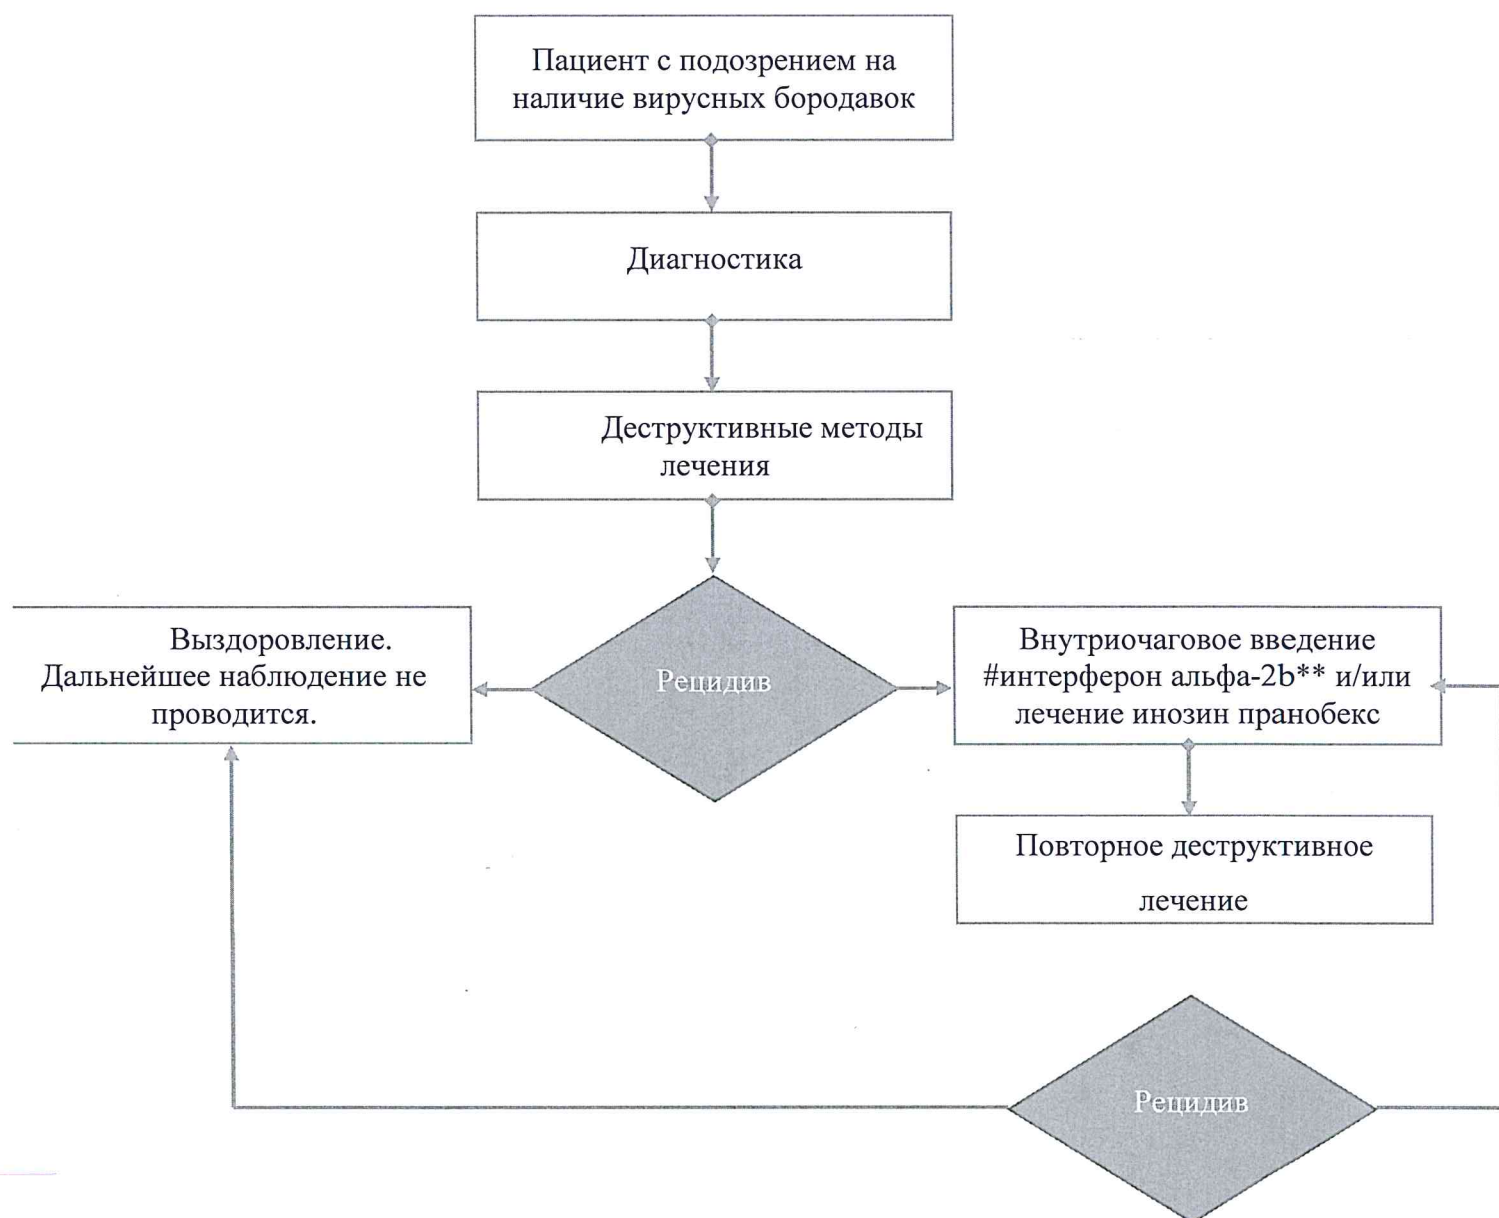 Пациент с подозрением на
наличие вирусных бородавок
Диагностика
Деструктивные методы
лечения
Выздоровление.
Дальнейшее наблюдение не
проводится.
Рецидив
Внутриочаговое введение
#интерферон альфа-2b** и/или
лечение инозин пранобекс
Повторное деструктивное
лечение
Рецидив